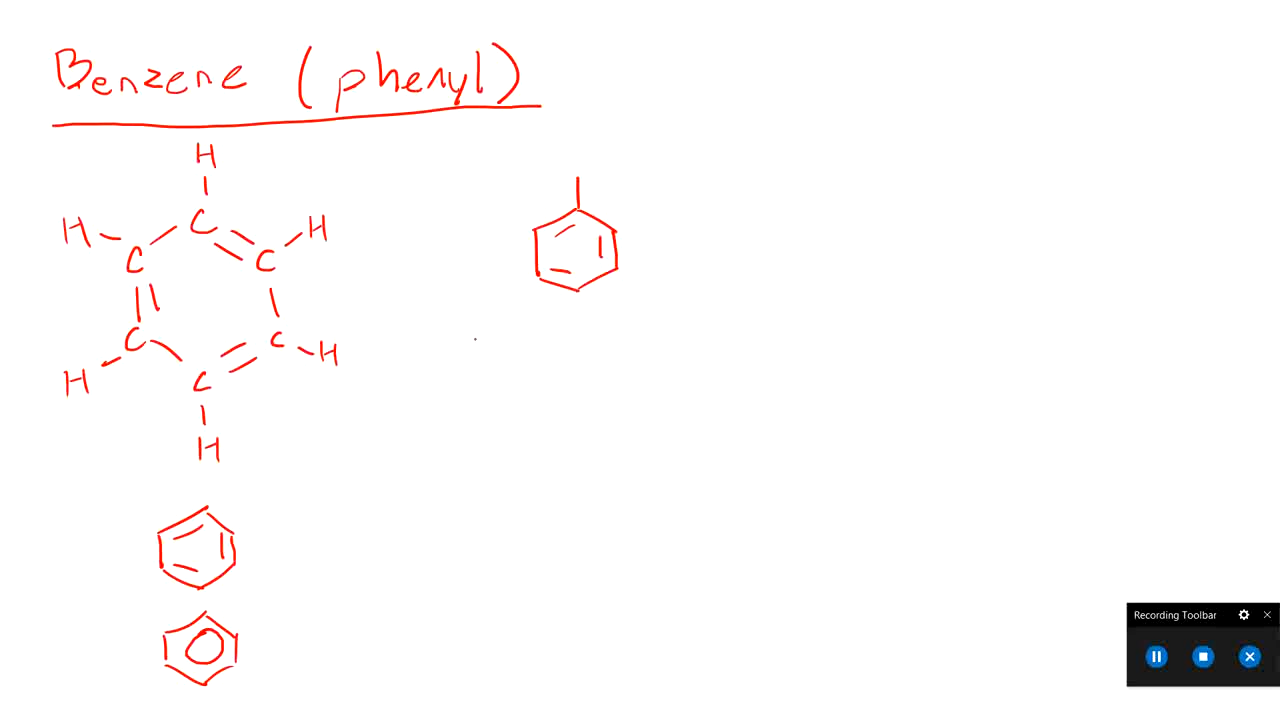 Benzene (phenyl)
H
H C H
C C
C C
H C H
H
Recording Toolbar